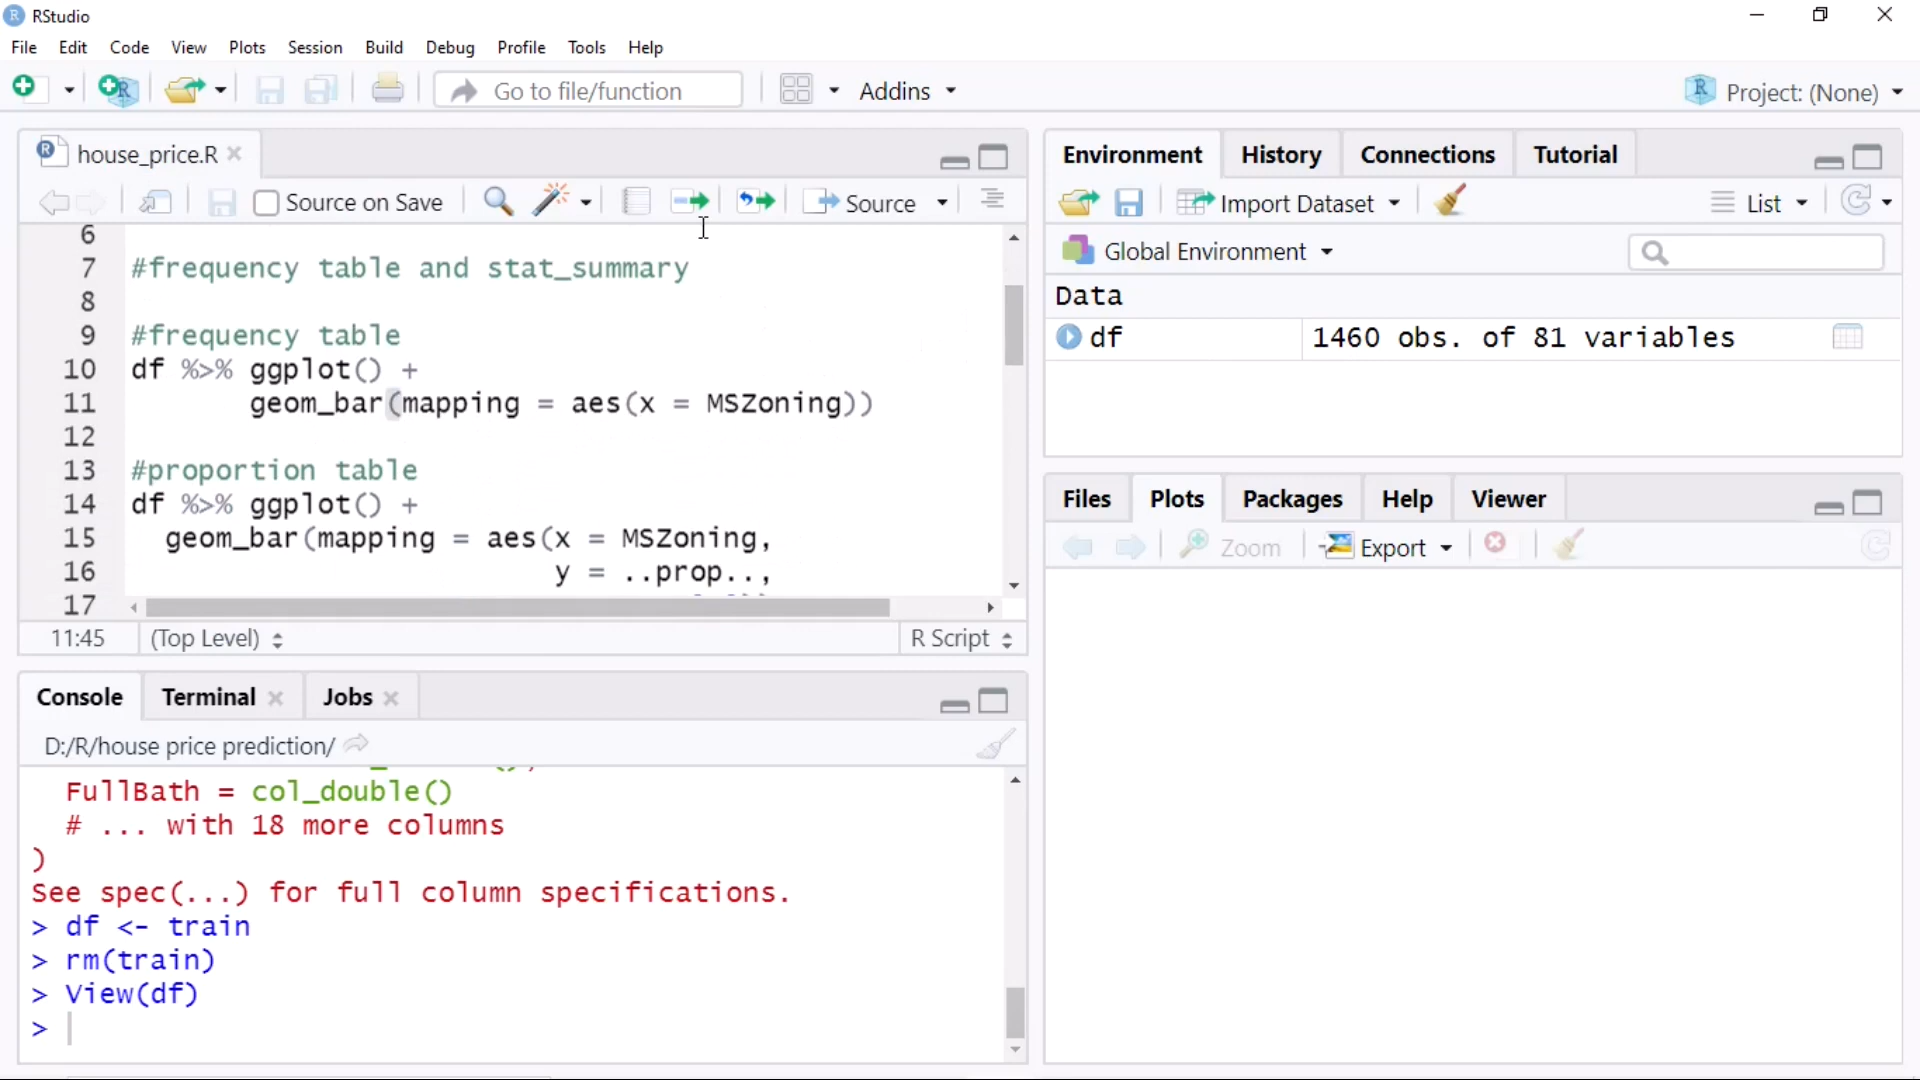 RStudio
File Edit Code View Plots Session Build Debug Profile Tools Help
Go to file/function Addins Project: (None)
house_price.R
Source on Save Source
6
7 #frequency table and stat_summary
8
9 #frequency table
10 df %>% ggplot() +
11 geom_bar(mapping = aes(x = MSZoning))
12
13 #proportion table
14 df %>% ggplot() +
15 geom_bar(mapping = aes(x = MSZoning,
16 y = ..prop..,
17
11:45 (Top Level) R Script
Console Terminal Jobs
D:/R/house price prediction/
FullBath = col_double()
# ... with 18 more columns
)
See spec(...) for full column specifications.
> df <- train
> rm(train)
> View(df)
>
Environment History Connections Tutorial
Import Dataset List
Global Environment
Data
df 1460 obs. of 81 variables
Files Plots Packages Help Viewer
Zoom Export